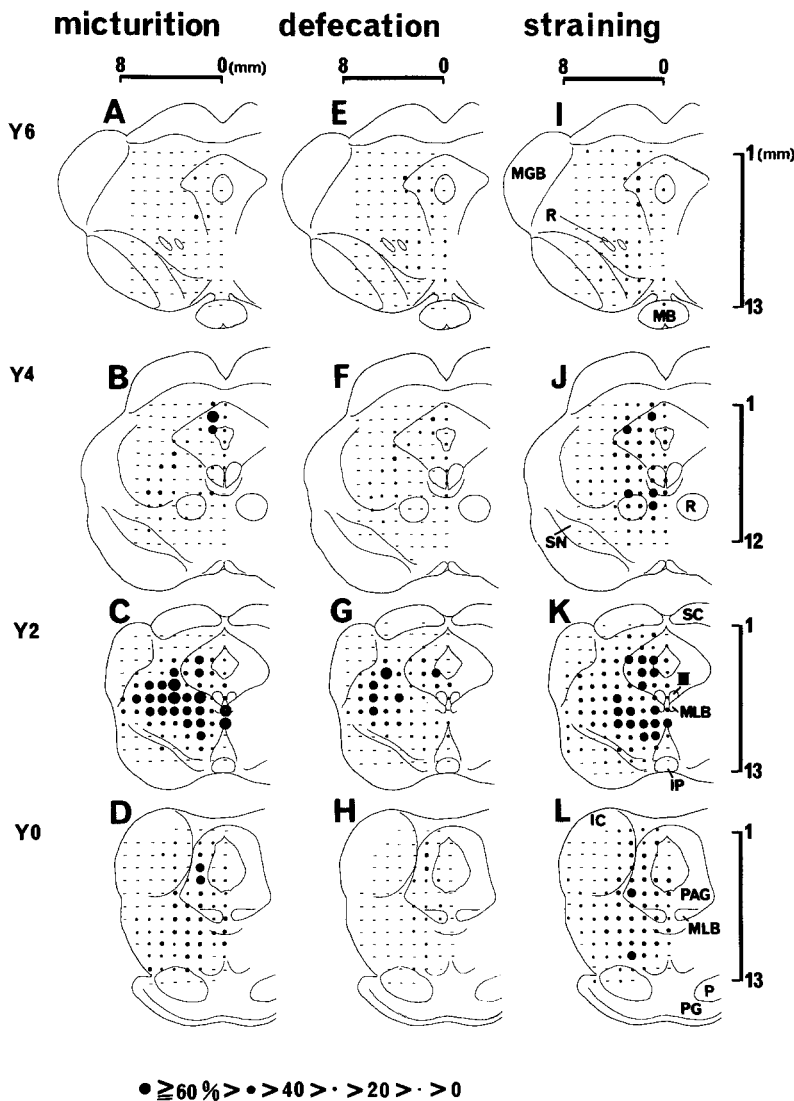 micturition defecation straining
8 0(mm) 8 0 8 0
Y6 A E I
1(mm)
MGB
R
MB
13
Y4 B F J
1
R
SN
12
Y2 C G K
SC
1
III
MLB
IP
13
Y0 D H L
IC
1
PAG
MLB
P
PG
13
● ≧60%> • >40> · >20> · >0